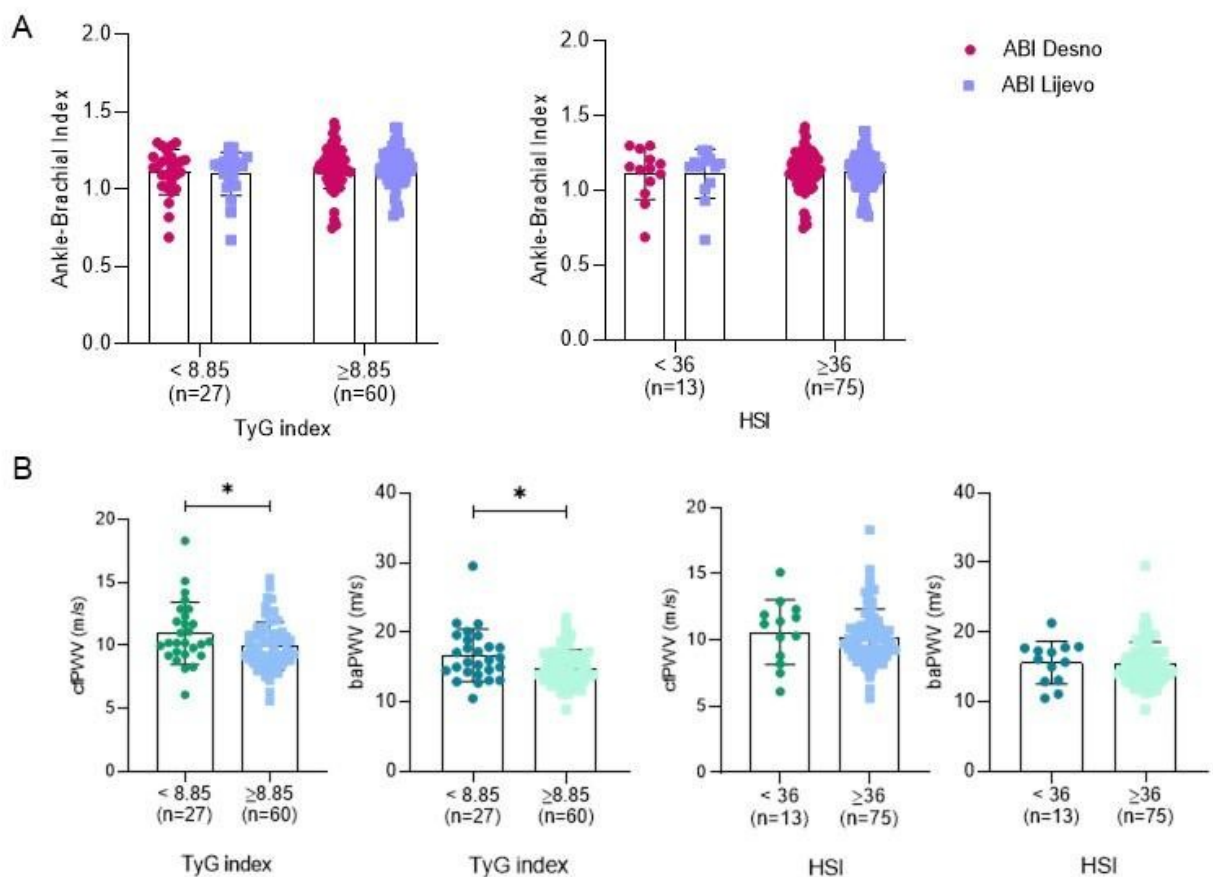 A
Ankle-Brachial Index
2.0
1.5
1.0
0.5
0.0
< 8.85
(n=27)
≥8.85
(n=60)
TyG index
Ankle-Brachial Index
2.0
1.5
1.0
0.5
0.0
< 36
(n=13)
≥36
(n=75)
HSI
ABI Desno
ABI Lijevo
B
cfPWV (m/s)
20
15
10
5
0
*
< 8.85
(n=27)
≥8.85
(n=60)
TyG index
baPWV (m/s)
40
30
20
10
0
*
< 8.85
(n=27)
≥8.85
(n=60)
TyG index
cfPWV (m/s)
20
15
10
5
0
< 36
(n=13)
≥36
(n=75)
HSI
baPWV (m/s)
40
30
20
10
0
< 36
(n=13)
≥36
(n=75)
HSI